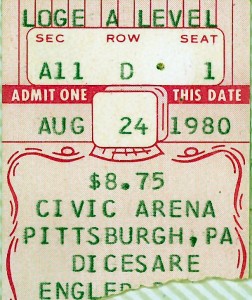 LOGE A LEVEL
SEC ROW SEAT
A11 D 1
ADMIT ONE THIS DATE
AUG 24 1980
$8.75
CIVIC ARENA
PITTSBURGH, PA
DICESARE